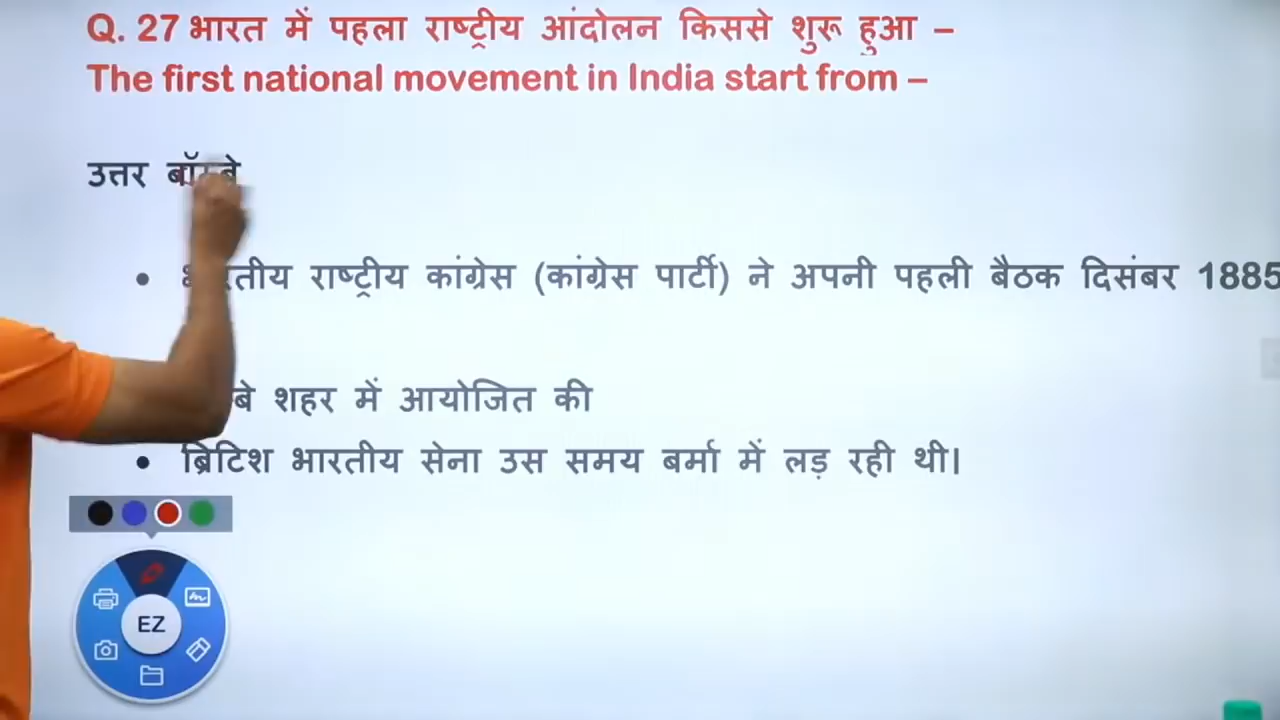 Q. 27 भारत में पहला राष्ट्रीय आंदोलन किससे शुरू हुआ –
The first national movement in India start from –
उत्तर
• राष्ट्रीय कांग्रेस (कांग्रेस पार्टी) ने अपनी पहली बैठक दिसंबर 1885
शहर में आयोजित की
• ब्रिटिश भारतीय सेना उस समय बर्मा में लड़ रही थी।
EZ